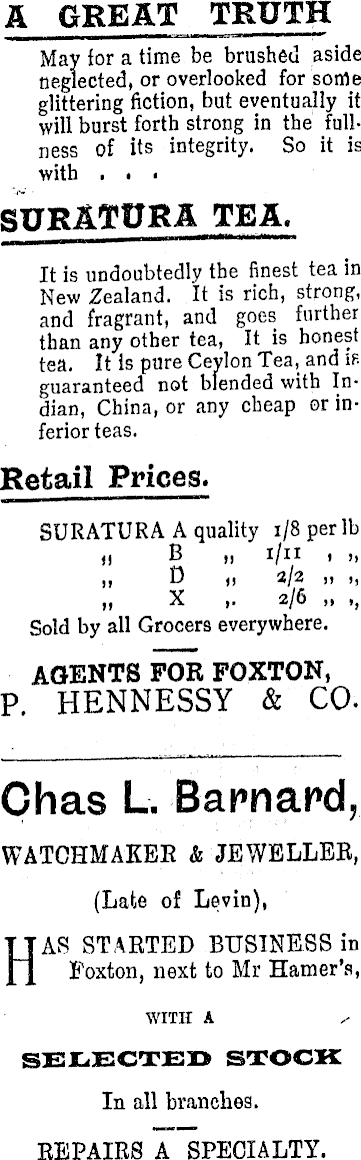 A GREAT TRUTH
May for a time be brushed aside
neglected, or overlooked for some
glittering fiction, but eventually it
will burst forth strong in the full-
ness of its integrity. So it is
with . . .
SURATURA TEA.
It is undoubtedly the finest tea in
New Zealand. It is rich, strong,
and fragrant, and goes further
than any other tea, It is honest
tea. It is pure Ceylon Tea, and is
guaranteed not blended with In-
dian, China, or any cheap or in-
ferior teas.
Retail Prices.
SURATURA A quality 1/8 per lb
„ B „ 1/11 , „
„ D „ 2/2 „ „
„ X „. 2/6 „ „
Sold by all Grocers everywhere.
AGENTS FOR FOXTON,
P. HENNESSY & CO.
Chas L. Barnard,
WATCHMAKER & JEWELLER,
(Late of Levin),
HAS STARTED BUSINESS in
Foxton, next to Mr Hamer's,
WITH A
SELECTED STOCK
In all branches.
REPAIRS A SPECIALTY.